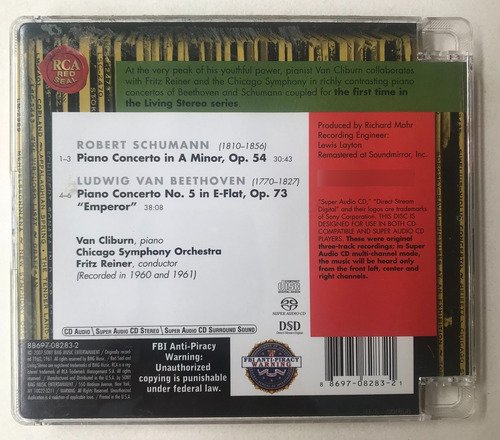 RCA
RED
SEAL
At the very peak of his youthful power, pianist Van Cliburn collaborates
with Fritz Reiner and the Chicago Symphony in richly contrasting piano
concertos of Beethoven and Schumann coupled for the first time in
the Living Stereo series.
ROBERT SCHUMANN (1810–1856)
1–3 Piano Concerto in A Minor, Op. 54 30:43
LUDWIG VAN BEETHOVEN (1770–1827)
4–6 Piano Concerto No. 5 in E-Flat, Op. 73
"Emperor" 38:08
Van Cliburn, piano
Chicago Symphony Orchestra
Fritz Reiner, conductor
(Recorded in 1960 and 1961)
Produced by Richard Mohr
Recording Engineer:
Lewis Layton
Remastered at Soundmirror, Inc.
"Super Audio CD," "Direct Stream
Digital" and their logos are trademarks
of Sony Corporation. THIS DISC IS
DESIGNED FOR USE IN BOTH CD
COMPATIBLE AND SUPER AUDIO CD
PLAYERS. These were original
three-track recordings; in Super
Audio CD multi-channel mode,
the music will be heard only
from the front left, center and
right channels.
SUPER AUDIO CD
DSD
Direct Stream Digital
CD AUDIO SUPER AUDIO CD STEREO SUPER AUDIO CD SURROUND SOUND
88697-08283-2
FBI Anti-Piracy
Warning:
Unauthorized
copying is punishable
under federal law.
FBI ANTI-PIRACY
WARNING
8 8697-08283-2 1